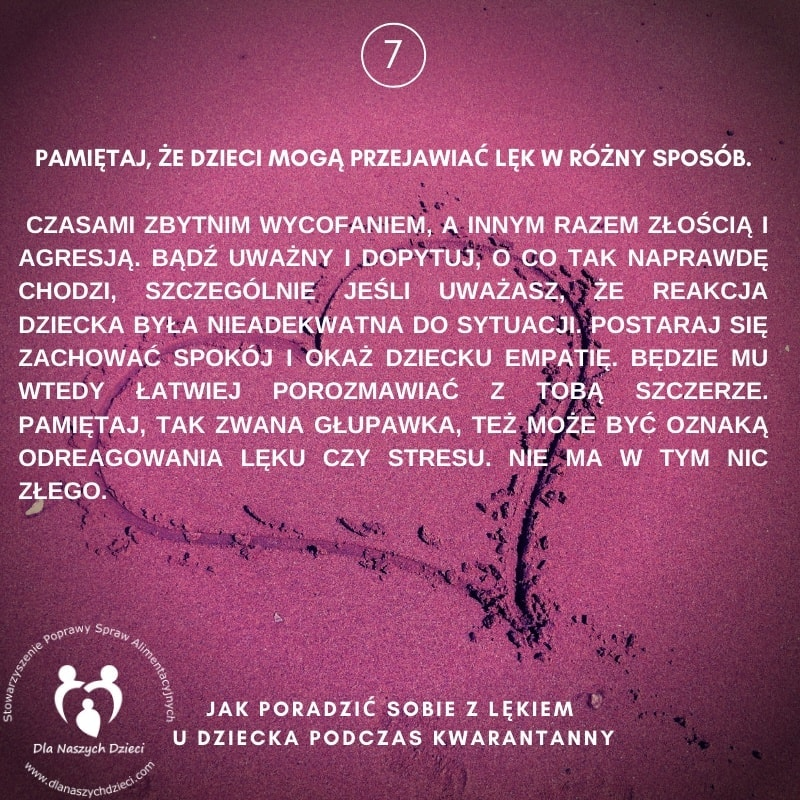 7
PAMIĘTAJ, ŻE DZIECI MOGĄ PRZEJAWIAĆ LĘK W RÓŻNY SPOSÓB.
CZASAMI ZBYTNIM WYCOFANIEM, A INNYM RAZEM ZŁOŚCIĄ I
AGRESJĄ. BĄDŹ UWAŻNY I DOPYTUJ, O CO TAK NAPRAWDĘ
CHODZI, SZCZEGÓLNIE JEŚLI UWAŻASZ, ŻE REAKCJA
DZIECKA BYŁA NIEADEKWATNA DO SYTUACJI. POSTARAJ SIĘ
ZACHOWAĆ SPOKÓJ I OKAŻ DZIECKU EMPATIĘ. BĘDZIE MU
WTEDY ŁATWIEJ POROZMAWIAĆ Z TOBĄ SZCZERZE.
PAMIĘTAJ, TAK ZWANA GŁUPAWKA, TEŻ MOŻE BYĆ OZNAKĄ
ODREAGOWANIA LĘKU CZY STRESU. NIE MA W TYM NIC
ZŁEGO.
Stowarzyszenie Poprawy Spraw Alimentacyjnych
Dla Naszych Dzieci
www.dlanaszychdzieci.com
JAK PORADZIĆ SOBIE Z LĘKIEM
U DZIECKA PODCZAS KWARANTANNY